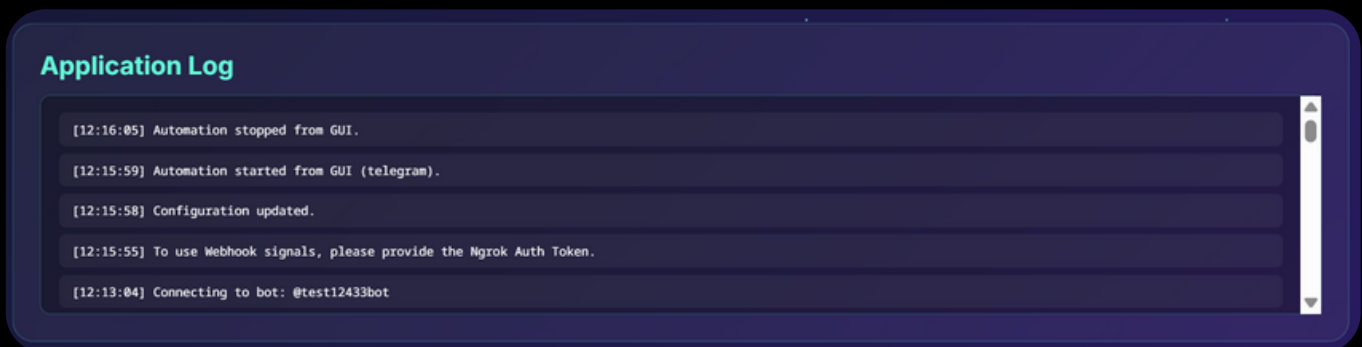 Application Log
[12:16:05] Automation stopped from GUI.
[12:15:59] Automation started from GUI (telegram).
[12:15:58] Configuration updated.
[12:15:55] To use Webhook signals, please provide the Ngrok Auth Token.
[12:13:04] Connecting to bot: @test12433bot